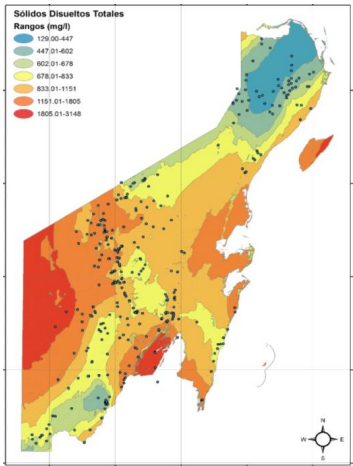 Sólidos Disueltos Totales
Rangos (mg/l)
129.00-447
447.01-602
602.01-678
678.01-833
833.01-1151
1151.01-1805
1805.01-3148
N
W E
S